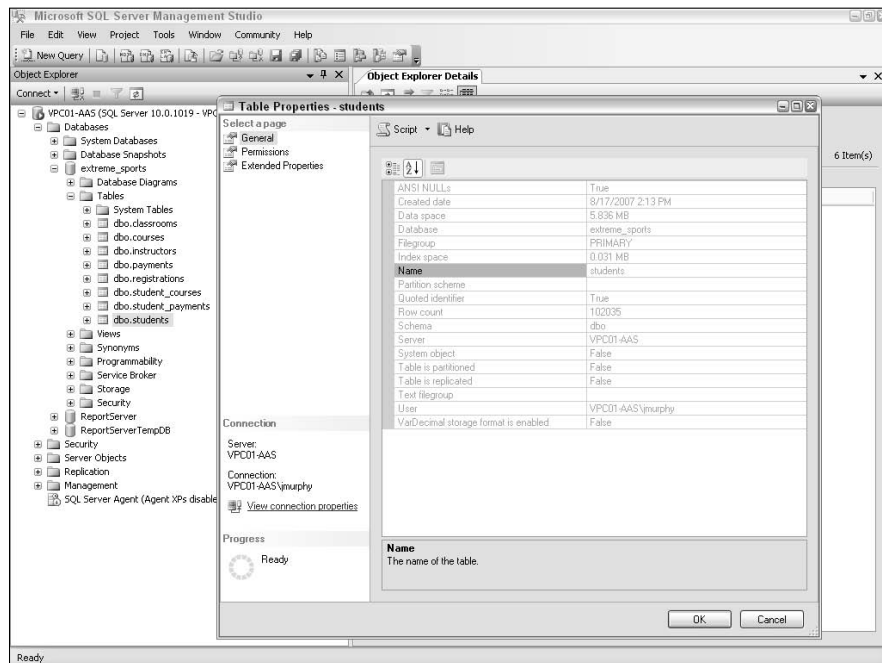 Microsoft SQL Server Management Studio
File Edit View Project Tools Window Community Help
New Query
Object Explorer
Connect
VPC01-AAS (SQL Server 10.0.1019 - VPC
Databases
System Databases
Database Snapshots
extreme_sports
Database Diagrams
Tables
System Tables
dbo.classrooms
dbo.courses
dbo.instructors
dbo.payments
dbo.registrations
dbo.student_courses
dbo.student_payments
dbo.students
Views
Synonyms
Programmability
Service Broker
Storage
Security
ReportServer
ReportServerTempDB
Security
Server Objects
Replication
Management
SQL Server Agent (Agent XPs disable
Object Explorer Details
6 Item(s)
Table Properties - students
Select a page
General
Permissions
Extended Properties
Script Help
ANSI NULLs True
Created date 8/17/2007 2:13 PM
Data space 5.836 MB
Database extreme_sports
Filegroup PRIMARY
Index space 0.031 MB
Name students
Partition scheme
Quoted identifier True
Row count 102035
Schema dbo
Server VPC01-AAS
System object False
Table is partitioned False
Table is replicated False
Text filegroup
User VPC01-AAS\jmurphy
VarDecimal storage format is enabled False
Connection
Server:
VPC01-AAS
Connection:
VPC01-AAS\jmurphy
View connection properties
Progress
Ready
Name
The name of the table.
OK Cancel
Ready